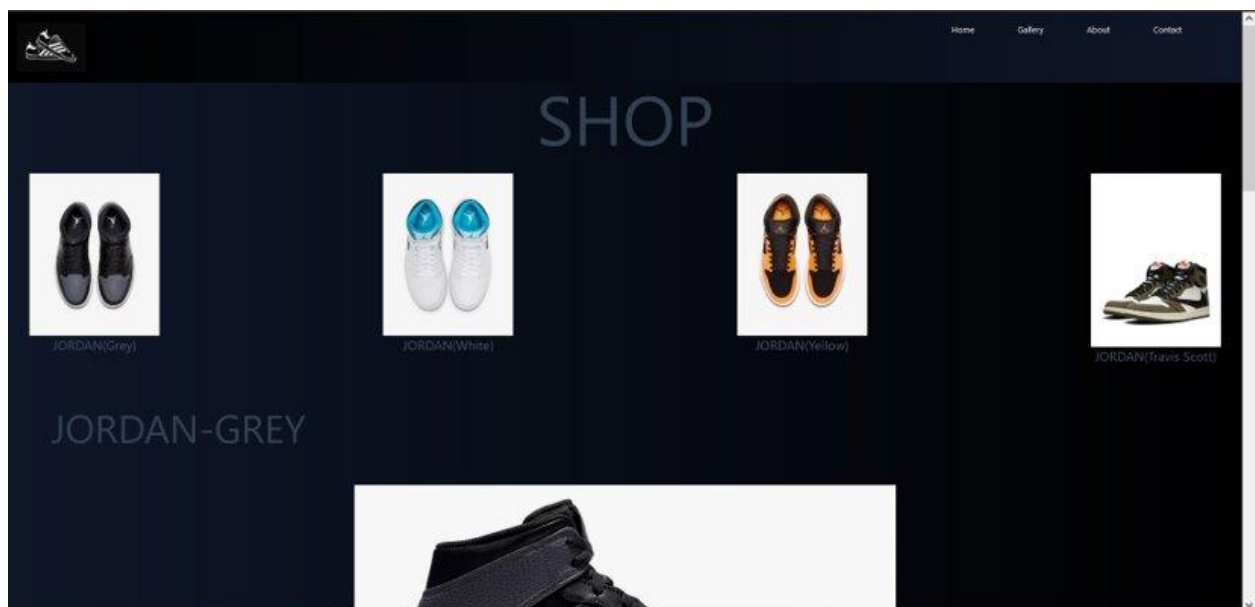 Home Gallery About Contact
SHOP
JORDAN(Grey) JORDAN(White) JORDAN(Yellow) JORDAN(Travis Scott)
JORDAN-GREY